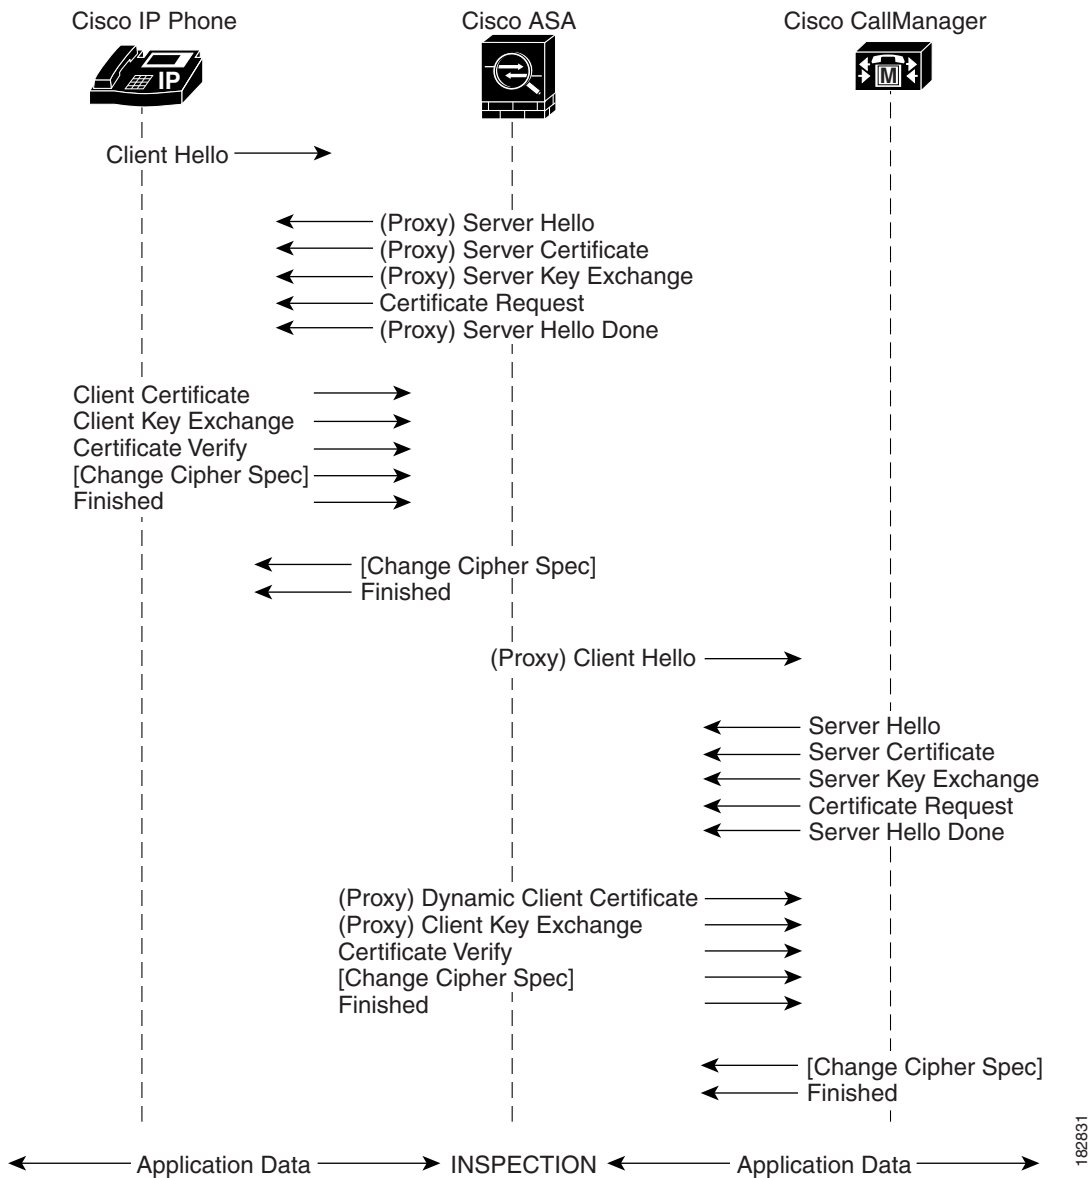 Cisco IP Phone
Cisco ASA
Cisco CallManager
IP
M
Client Hello
(Proxy) Server Hello
(Proxy) Server Certificate
(Proxy) Server Key Exchange
Certificate Request
(Proxy) Server Hello Done
Client Certificate
Client Key Exchange
Certificate Verify
[Change Cipher Spec]
Finished
[Change Cipher Spec]
Finished
(Proxy) Client Hello
Server Hello
Server Certificate
Server Key Exchange
Certificate Request
Server Hello Done
(Proxy) Dynamic Client Certificate
(Proxy) Client Key Exchange
Certificate Verify
[Change Cipher Spec]
Finished
[Change Cipher Spec]
Finished
182831
Application Data
INSPECTION
Application Data